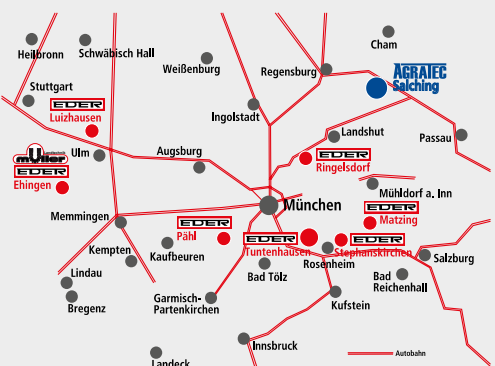 Cham
Heilbronn
Schwäbisch Hall
Weißenburg
Regensburg
AGRATEC
Salching
Stuttgart
EDER
Luizhausen
Ingolstadt
Landshut
Passau
Landtechnik
müller
Ulm
Augsburg
EDER
Ringelsdorf
EDER
Ehingen
Mühldorf a. Inn
München
EDER
Matzing
Memmingen
EDER
Pähl
EDER
Tuntenhausen
EDER
Stephanskirchen
Kempten
Kaufbeuren
Rosenheim
Salzburg
Lindau
Bad Tölz
Bad
Reichenhall
Bregenz
Garmisch-
Partenkirchen
Kufstein
Innsbruck
Landeck
Autobahn